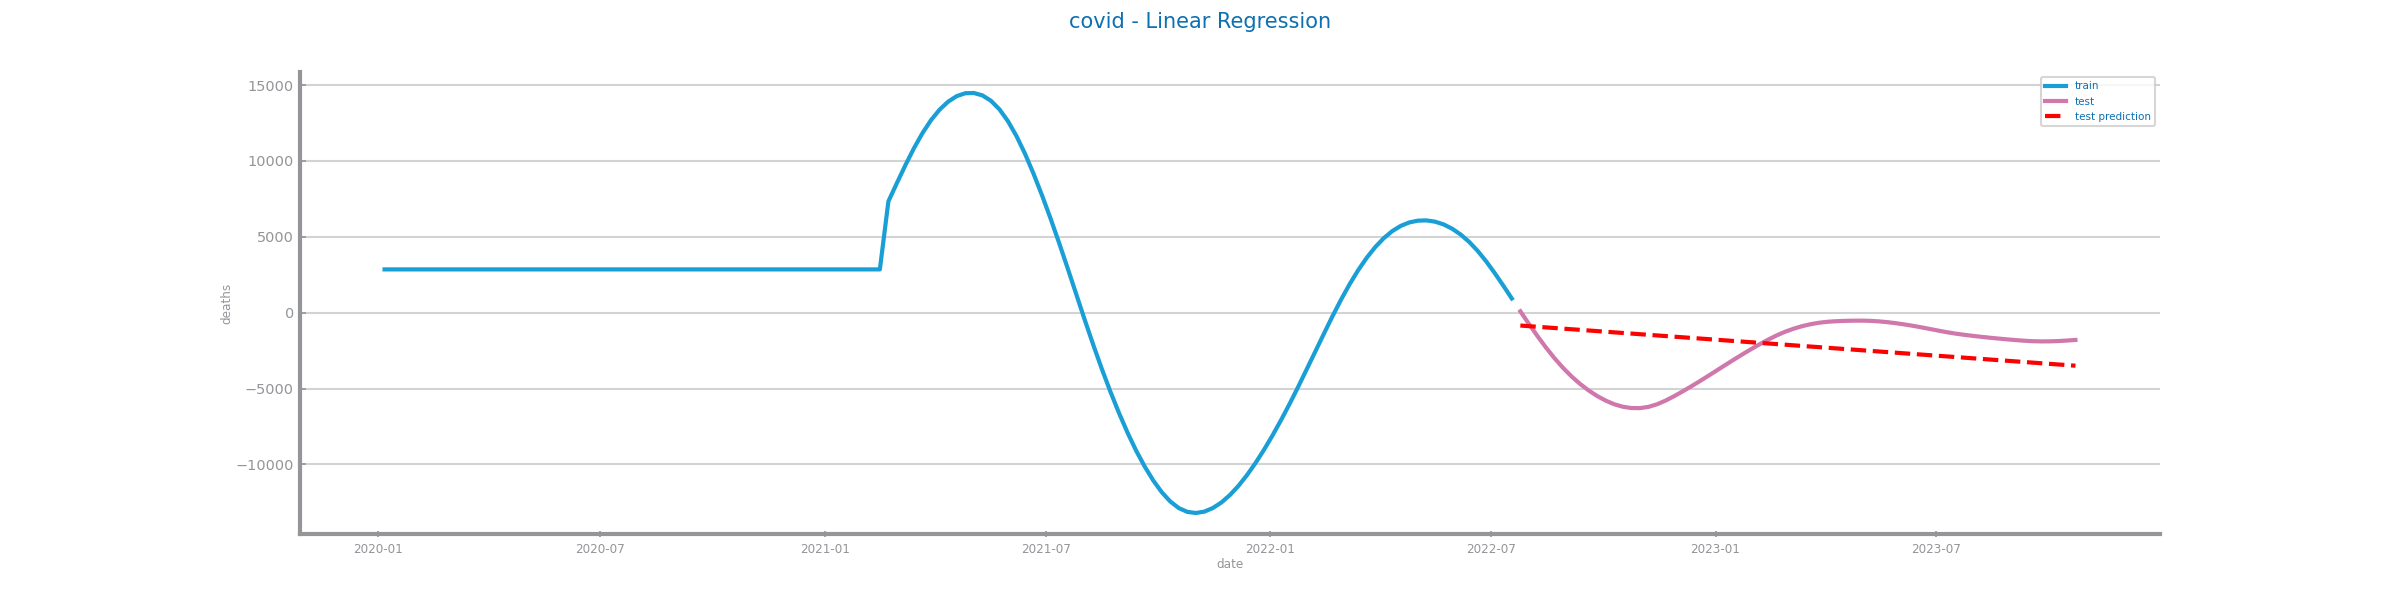 covid - Linear Regression
train
test
test prediction
15000
10000
5000
0
−5000
−10000
deaths
2020-01 2020-07 2021-01 2021-07 2022-01 2022-07 2023-01 2023-07
date